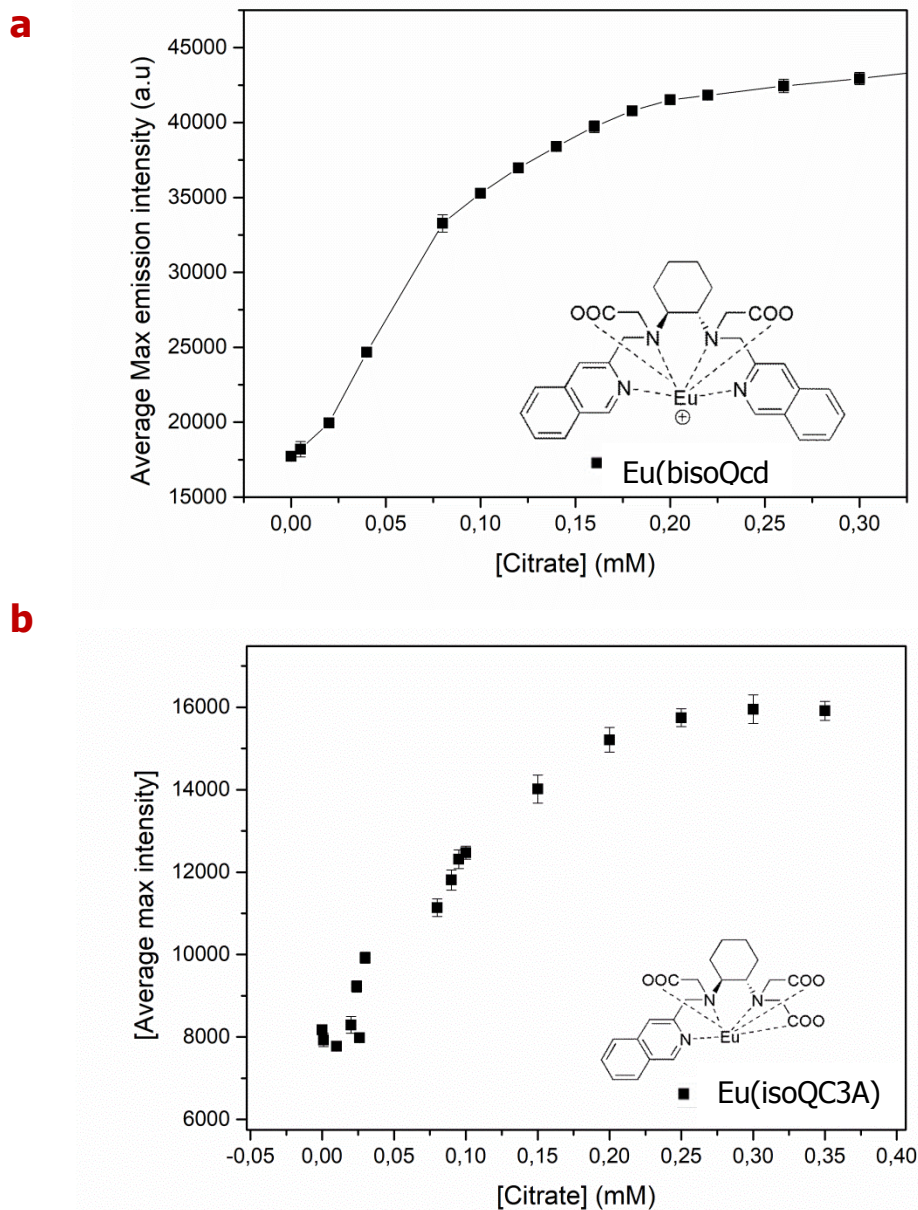 a
Average Max emission intensity (a.u)
45000
40000
35000
30000
25000
20000
15000
OOC
COO
N
N
N
Eu
N
⊕
Eu(bisoQcd
0,00 0,05 0,10 0,15 0,20 0,25 0,30
[Citrate] (mM)
b
[Average max intensity]
16000
14000
12000
10000
8000
6000
OOC
COO
N
N
COO
N
Eu
Eu(isoQC3A)
-0,05 0,00 0,05 0,10 0,15 0,20 0,25 0,30 0,35 0,40
[Citrate] (mM)